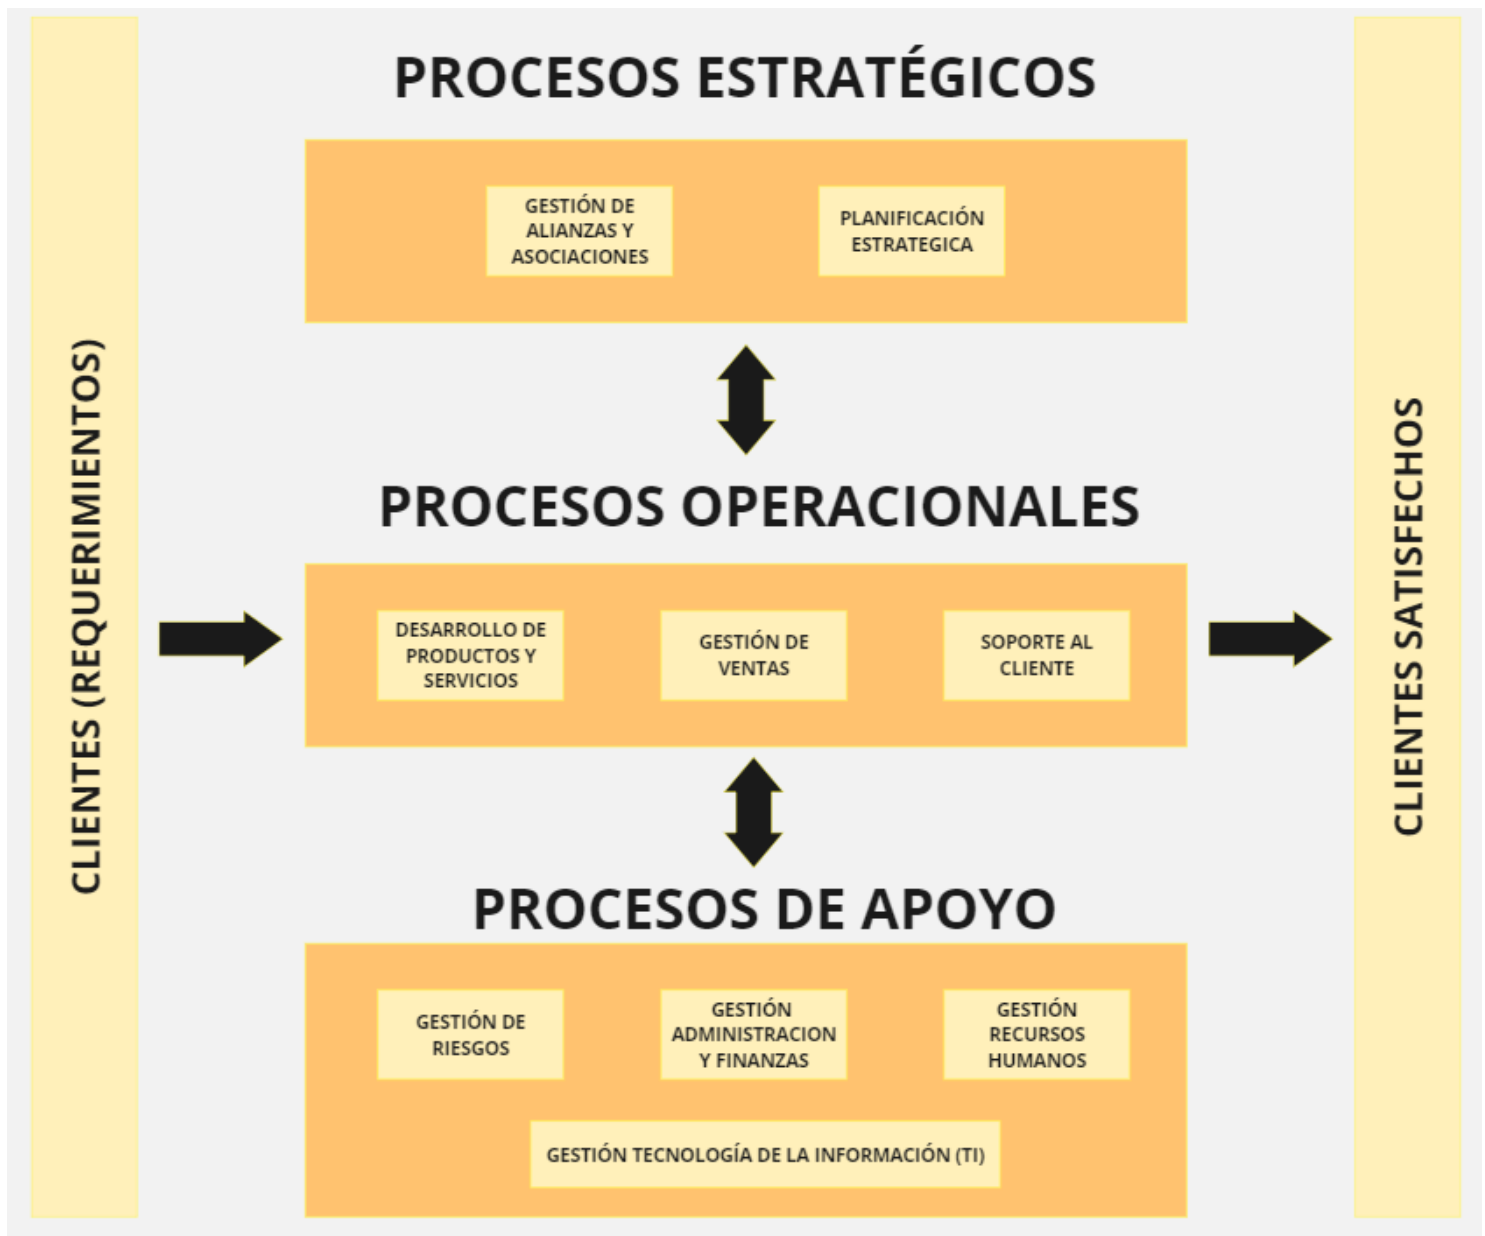 PROCESOS ESTRATÉGICOS
GESTIÓN DE
ALIANZAS Y
ASOCIACIONES
PLANIFICACIÓN
ESTRATEGICA
CLIENTES (REQUERIMIENTOS)
PROCESOS OPERACIONALES
DESARROLLO DE
PRODUCTOS Y
SERVICIOS
GESTIÓN DE
VENTAS
SOPORTE AL
CLIENTE
CLIENTES SATISFECHOS
PROCESOS DE APOYO
GESTIÓN DE
RIESGOS
GESTIÓN
ADMINISTRACION
Y FINANZAS
GESTIÓN
RECURSOS
HUMANOS
GESTIÓN TECNOLOGÍA DE LA INFORMACIÓN (TI)